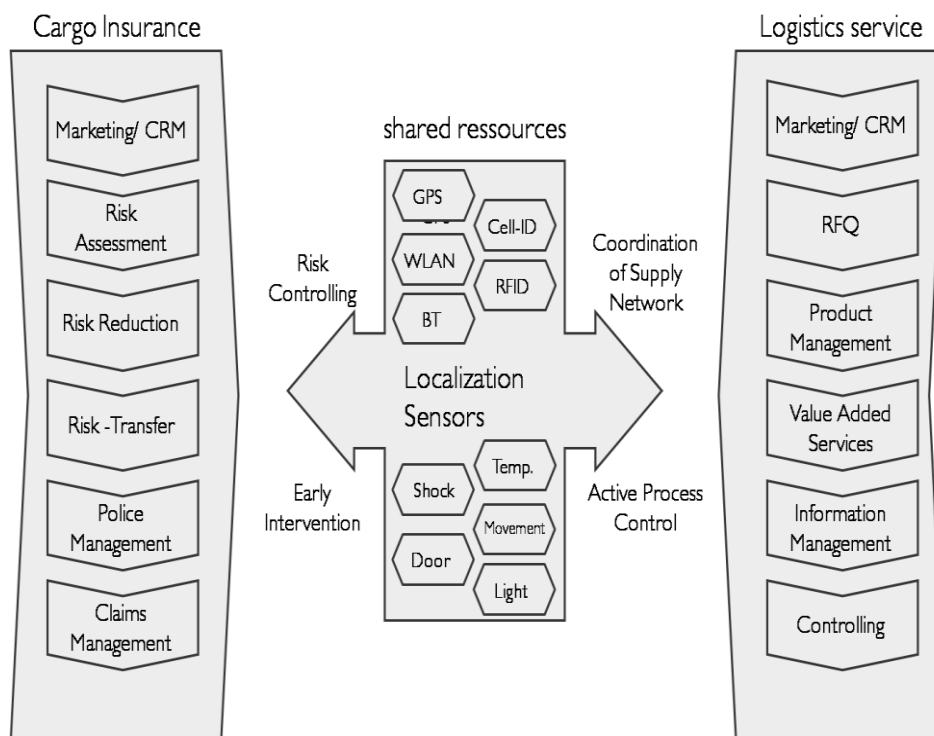 Cargo Insurance
Marketing/ CRM
Risk
Assessment
Risk Reduction
Risk -Transfer
Police
Management
Claims
Management
Risk
Controlling
Early
Intervention
shared ressources
GPS
Cell-ID
WLAN
RFID
BT
Localization
Sensors
Temp.
Shock
Movement
Door
Light
Coordination
of Supply
Network
Active Process
Control
Logistics service
Marketing/ CRM
RFQ
Product
Management
Value Added
Services
Information
Management
Controlling